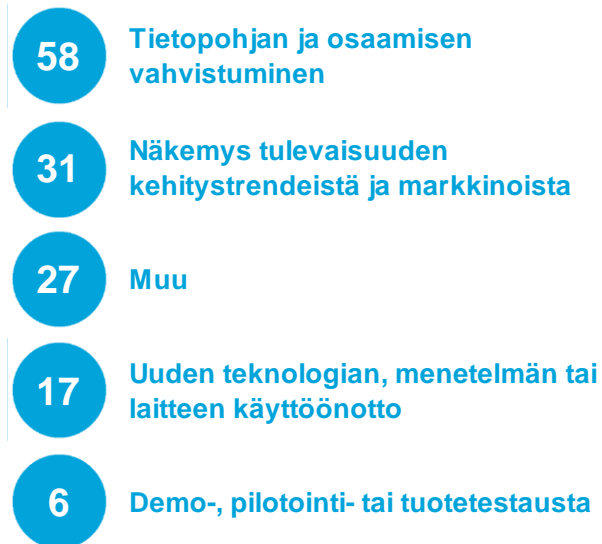 58
Tietopohjan ja osaamisen
vahvistuminen
31
Näkemys tulevaisuuden
kehitystrendeistä ja markkinoista
27
Muu
17
Uuden teknologian, menetelmän tai
laitteen käyttöönotto
6
Demo-, pilotointi- tai tuotetestausta